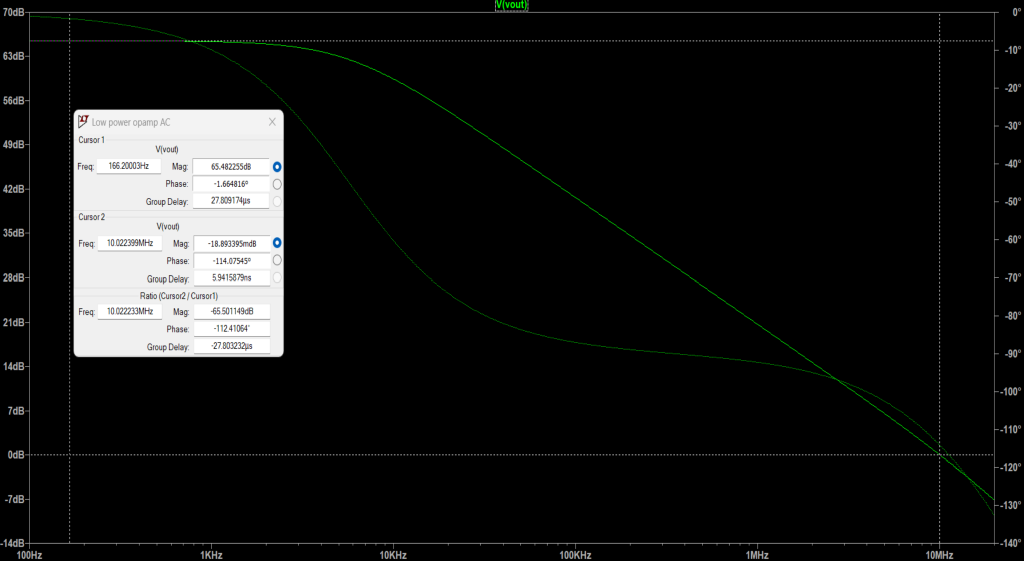 V(vout)
70dB
0°
63dB
-10°
56dB
-20°
49dB
-30°
42dB
-40°
35dB
-50°
28dB
-60°
21dB
-70°
14dB
-80°
7dB
-90°
0dB
-100°
-7dB
-110°
-14dB
-120°
-130°
-140°
100Hz 1KHz 10KHz 100KHz 1MHz 10MHz
Low power opamp AC
Cursor 1
V(vout)
Freq: 166.20003Hz Mag: 65.482255dB
Phase: -1.664816°
Group Delay: 27.809174µs
Cursor 2
V(vout)
Freq: 10.022399MHz Mag: -18.893395mdB
Phase: -114.07545°
Group Delay: 5.9415879ns
Ratio (Cursor2 / Cursor1)
Freq: 10.022233MHz Mag: -65.501149dB
Phase: -112.41064°
Group Delay: -27.803232µs